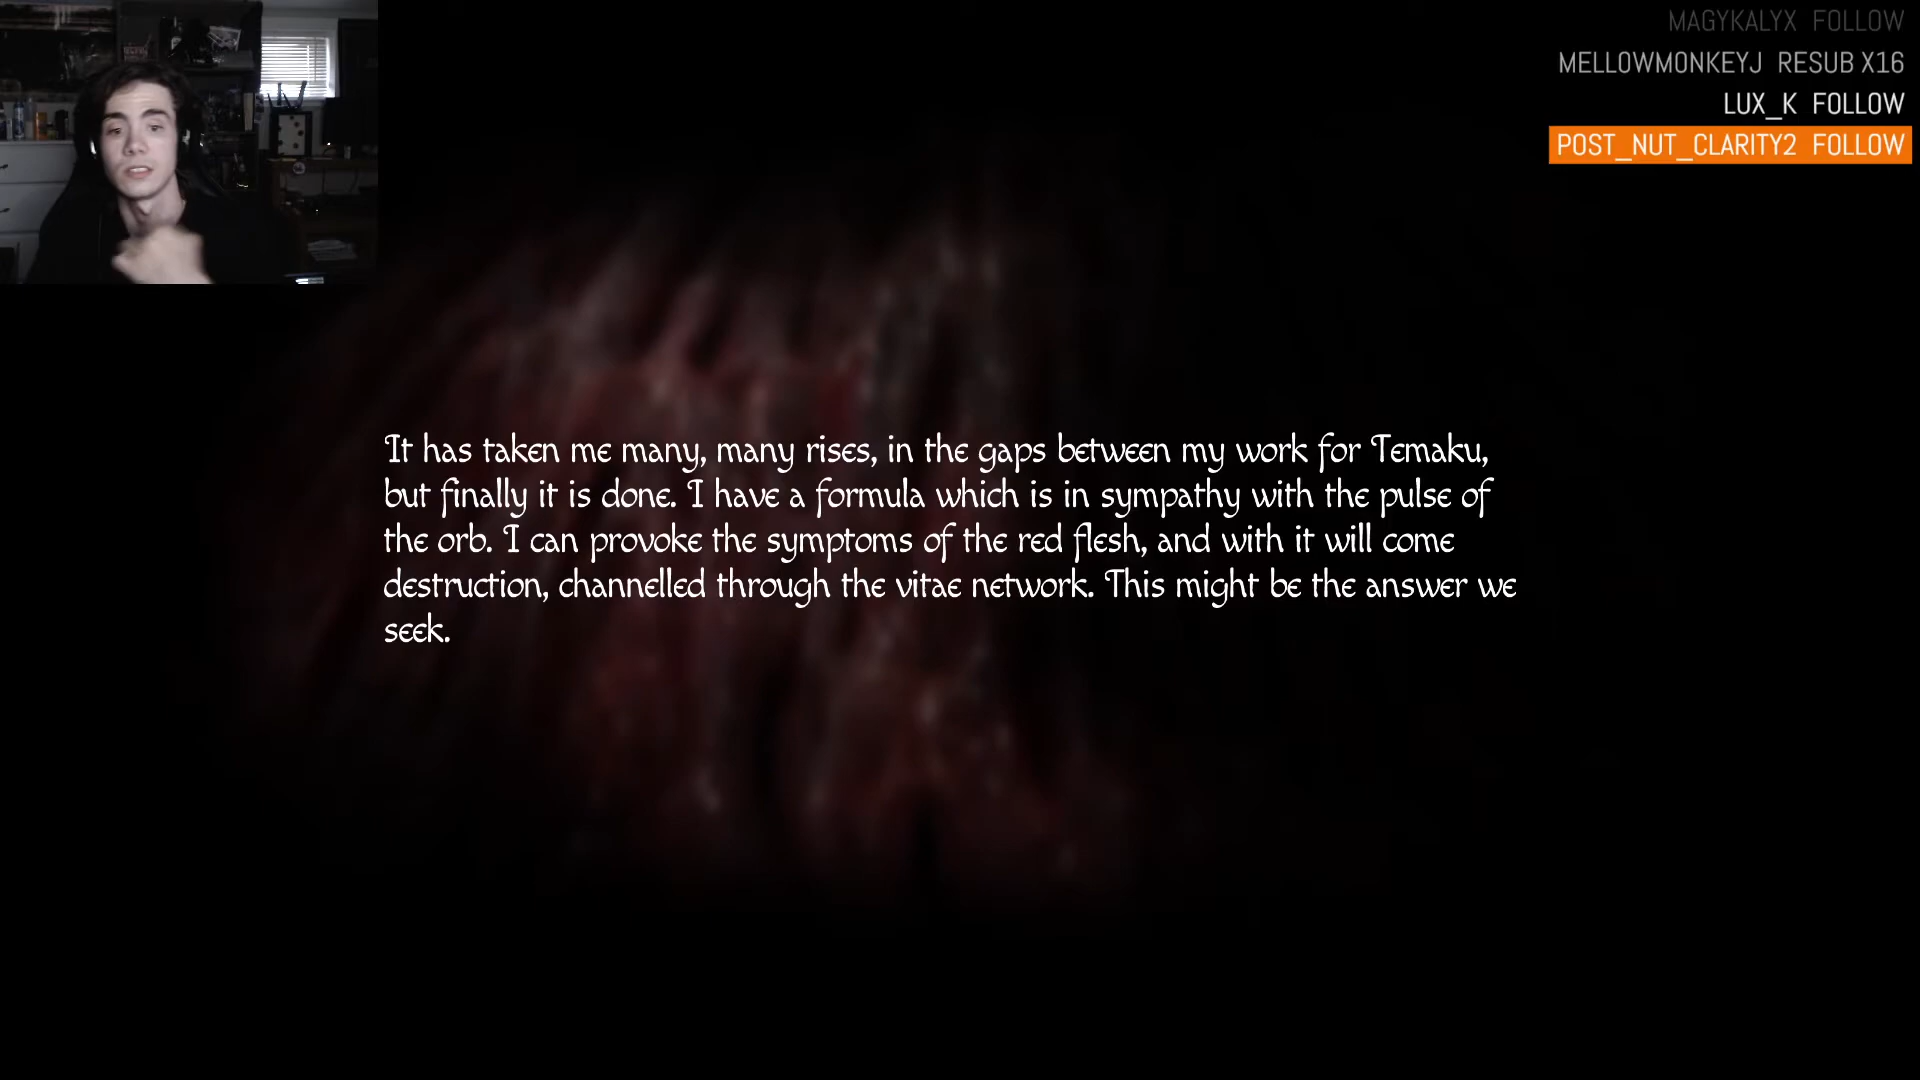 MAGYKALYX FOLLOW
MELLOWMONKEYJ RESUB X16
LUX_K FOLLOW
POST_NUT_CLARITY2 FOLLOW
It has taken me many, many rises, in the gaps between my work for Temaku,
but finally it is done. I have a formula which is in sympathy with the pulse of
the orb. I can provoke the symptoms of the red flesh, and with it will come
destruction, channelled through the vitae network. This might be the answer we
seek.